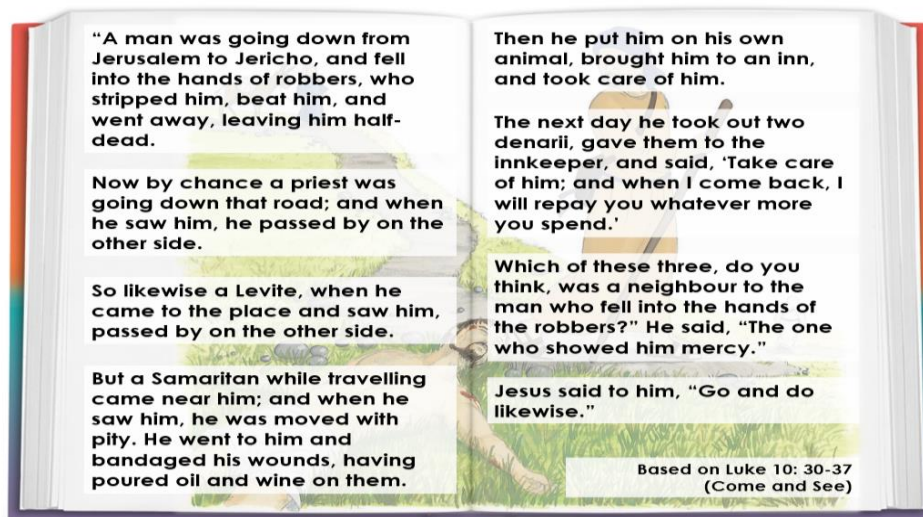 “A man was going down from
Jerusalem to Jericho, and fell
into the hands of robbers, who
stripped him, beat him, and
went away, leaving him half-
dead.
Now by chance a priest was
going down that road; and when
he saw him, he passed by on the
other side.
So likewise a Levite, when he
came to the place and saw him,
passed by on the other side.
But a Samaritan while travelling
came near him; and when he
saw him, he was moved with
pity. He went to him and
bandaged his wounds, having
poured oil and wine on them.
Then he put him on his own
animal, brought him to an inn,
and took care of him.
The next day he took out two
denarii, gave them to the
innkeeper, and said, ‘Take care
of him; and when I come back, I
will repay you whatever more
you spend.’
Which of these three, do you
think, was a neighbour to the
man who fell into the hands of
the robbers?” He said, “The one
who showed him mercy.”
Jesus said to him, “Go and do
likewise.”
Based on Luke 10: 30-37
(Come and See)